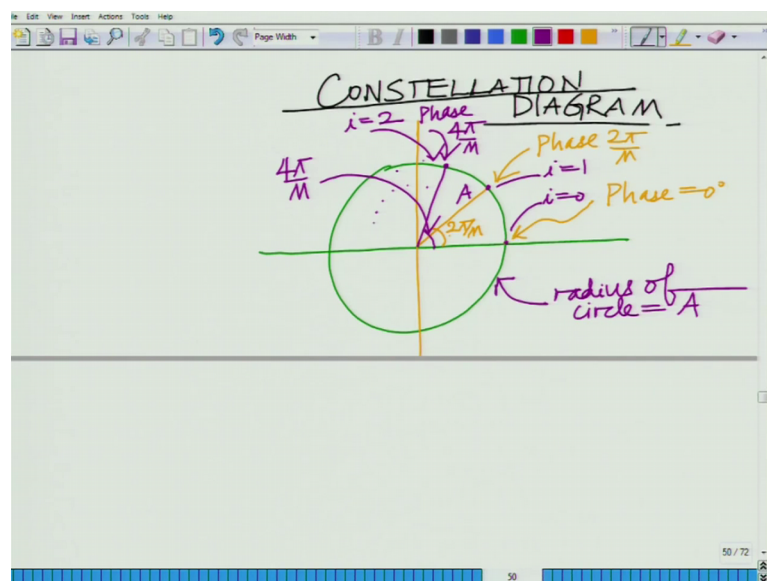 Edit View Insert Actions Tools Help
Page Width
B I
CONSTELLATION
DIAGRAM
i=2 Phase
4π/M
Phase 2π/M
4π/M
i=1
A
i=0
Phase=0°
2π/M
radius of
circle= A
50 / 72
50